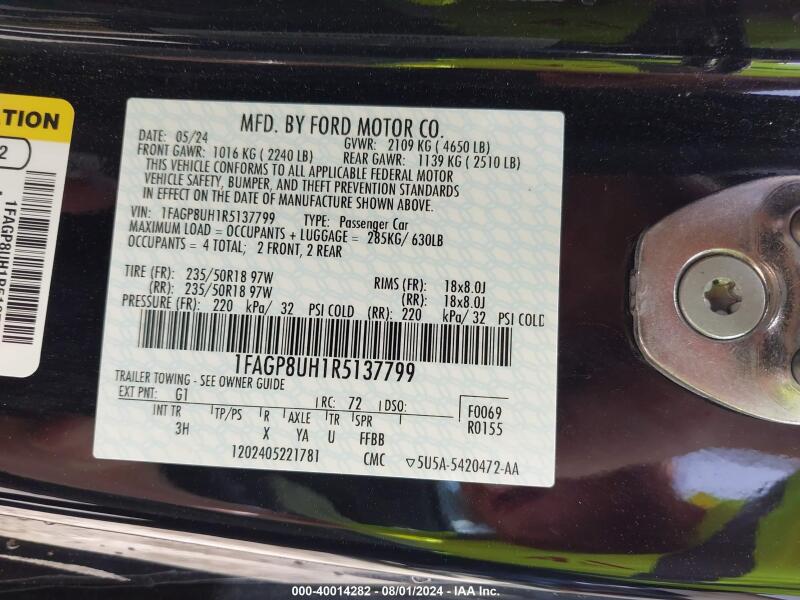 ATION
2
1FAGP8UH1R513
MFD. BY FORD MOTOR CO.
DATE: 05/24 GVWR: 2109 KG ( 4650 LB)
FRONT GAWR: 1016 KG ( 2240 LB) REAR GAWR: 1139 KG ( 2510 LB)
THIS VEHICLE CONFORMS TO ALL APPLICABLE FEDERAL MOTOR
VEHICLE SAFETY, BUMPER, AND THEFT PREVENTION STANDARDS
IN EFFECT ON THE DATE OF MANUFACTURE SHOWN ABOVE.
VIN: 1FAGP8UH1R5137799 TYPE: Passenger Car
MAXIMUM LOAD = OCCUPANTS + LUGGAGE = 285KG/ 630LB
OCCUPANTS = 4 TOTAL; 2 FRONT, 2 REAR
TIRE (FR): 235/50R18 97W RIMS (FR): 18x8.0J
(RR): 235/50R18 97W (RR): 18x8.0J
PRESSURE (FR): 220 kPa/ 32 PSI COLD (RR): 220 kPa/ 32 PSI COLD
1FAGP8UH1R5137799
TRAILER TOWING - SEE OWNER GUIDE
EXT PNT: G1 RC: 72 DSO: F0069
INT TR TP/PS R AXLE TR SPR R0155
3H X YA U FFBB
1202405221781 CMC ▽5U5A-5420472-AA
000-40014282 - 08/01/2024 - IAA Inc.